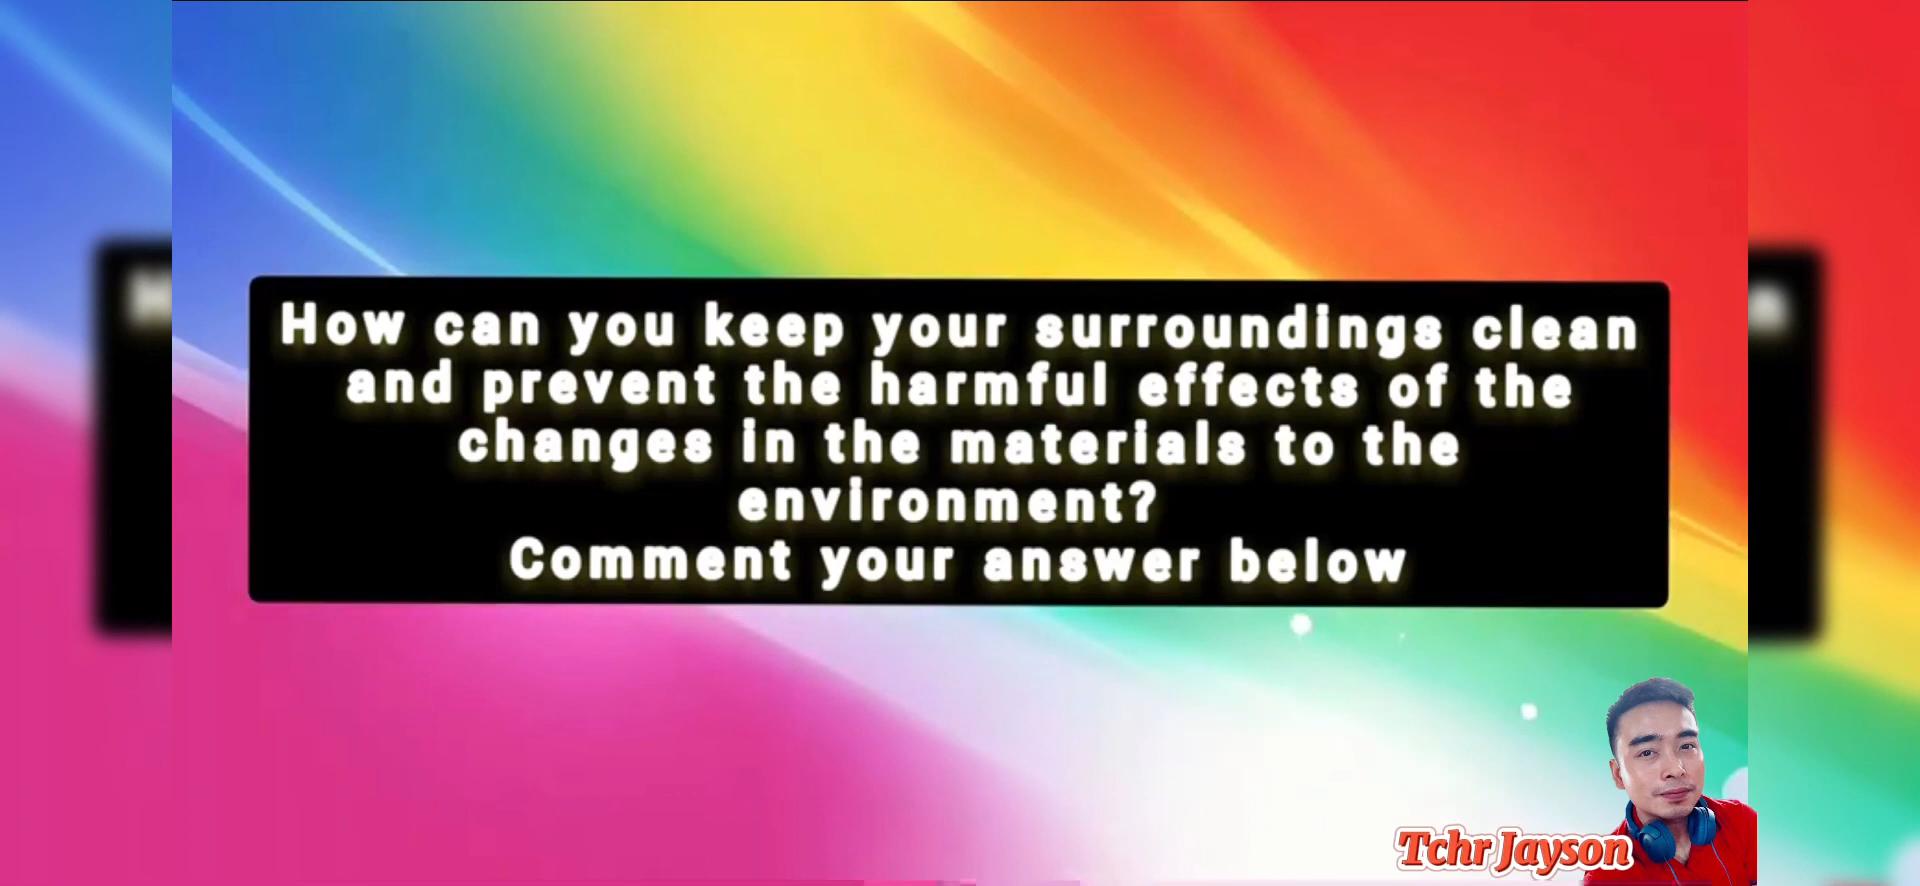 How can you keep your surroundings clean
and prevent the harmful effects of the
changes in the materials to the
environment?
Comment your answer below
Tchr Jayson